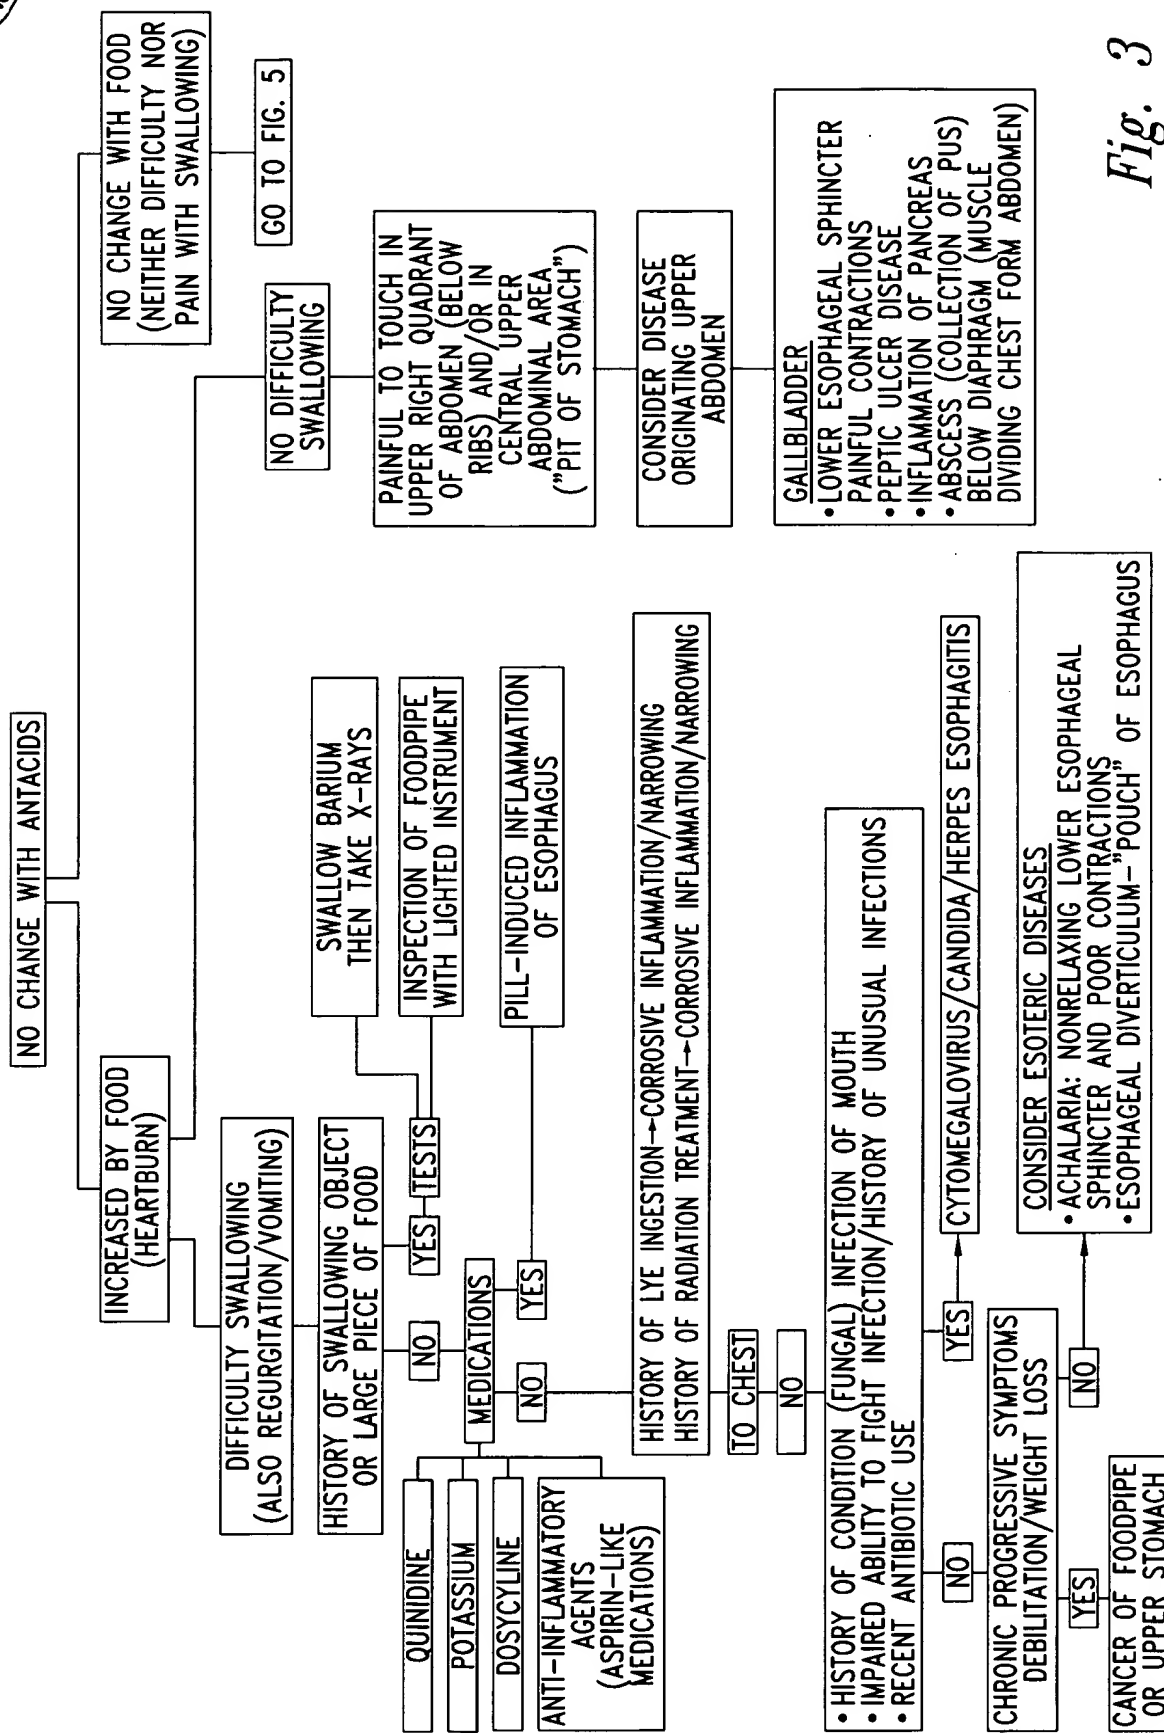 NO CHANGE WITH ANTACIDS
INCREASED BY FOOD
(HEARTBURN)
NO CHANGE WITH FOOD
(NEITHER DIFFICULTY NOR
PAIN WITH SWALLOWING)
GO TO FIG. 5
DIFFICULTY SWALLOWING
(ALSO REGURGITATION/VOMITING)
NO DIFFICULTY
SWALLOWING
HISTORY OF SWALLOWING OBJECT
OR LARGE PIECE OF FOOD
YES
TESTS
SWALLOW BARIUM
THEN TAKE X-RAYS
INSPECTION OF FOODPIPE
WITH LIGHTED INSTRUMENT
NO
MEDICATIONS
QUINIDINE
POTASSIUM
DOSYCYLINE
ANTI-INFLAMMATORY
AGENTS
(ASPIRIN-LIKE
MEDICATIONS)
YES
PILL-INDUCED INFLAMMATION
OF ESOPHAGUS
NO
HISTORY OF LYE INGESTION→CORROSIVE INFLAMMATION/NARROWING
HISTORY OF RADIATION TREATMENT→CORROSIVE INFLAMMATION/NARROWING
TO CHEST
NO
• HISTORY OF CONDITION (FUNGAL) INFECTION OF MOUTH
• IMPAIRED ABILITY TO FIGHT INFECTION/HISTORY OF UNUSUAL INFECTIONS
• RECENT ANTIBIOTIC USE
YES
CYTOMEGALOVIRUS/CANDIDA/HERPES ESOPHAGITIS
NO
CHRONIC PROGRESSIVE SYMPTOMS
DEBILITATION/WEIGHT LOSS
NO
CONSIDER ESOTERIC DISEASES
• ACHALARIA: NONRELAXING LOWER ESOPHAGEAL
SPHINCTER AND POOR CONTRACTIONS
• ESOPHAGEAL DIVERTICULUM-"POUCH" OF ESOPHAGUS
YES
CANCER OF FOODPIPE
OR UPPER STOMACH
PAINFUL TO TOUCH IN
UPPER RIGHT QUADRANT
OF ABDOMEN (BELOW
RIBS) AND/OR IN
CENTRAL UPPER
ABDOMINAL AREA
("PIT OF STOMACH")
CONSIDER DISEASE
ORIGINATING UPPER
ABDOMEN
GALLBLADDER
• LOWER ESOPHAGEAL SPHINCTER
PAINFUL CONTRACTIONS
• PEPTIC ULCER DISEASE
• INFLAMMATION OF PANCREAS
• ABSCESS (COLLECTION OF PUS)
BELOW DIAPHRAGM (MUSCLE
DIVIDING CHEST FORM ABDOMEN)
Fig. 3